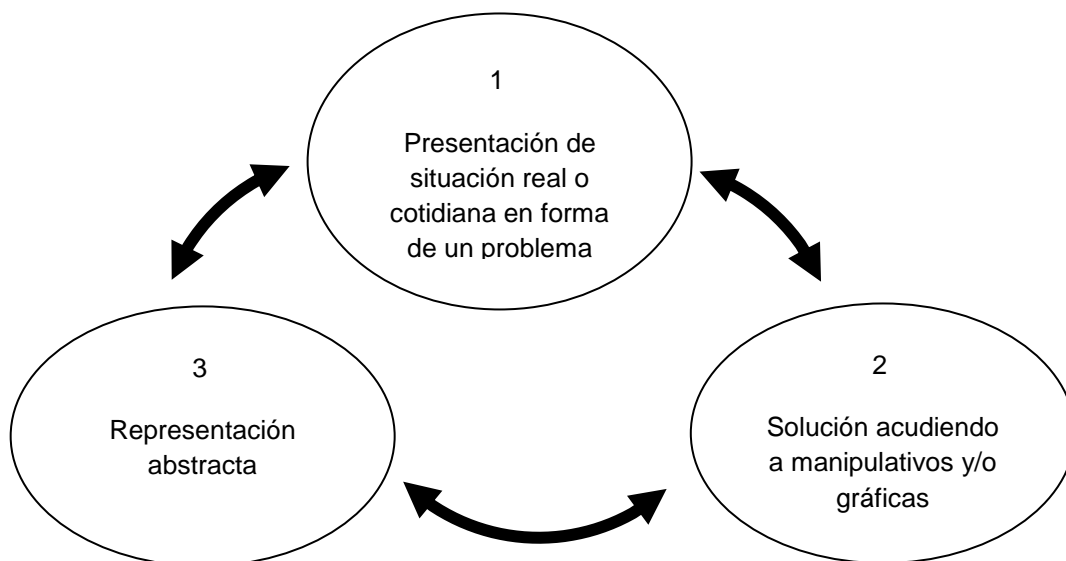 1
Presentación de
situación real o
cotidiana en forma
de un problema
3
Representación
abstracta
2
Solución acudiendo
a manipulativos y/o
gráficas